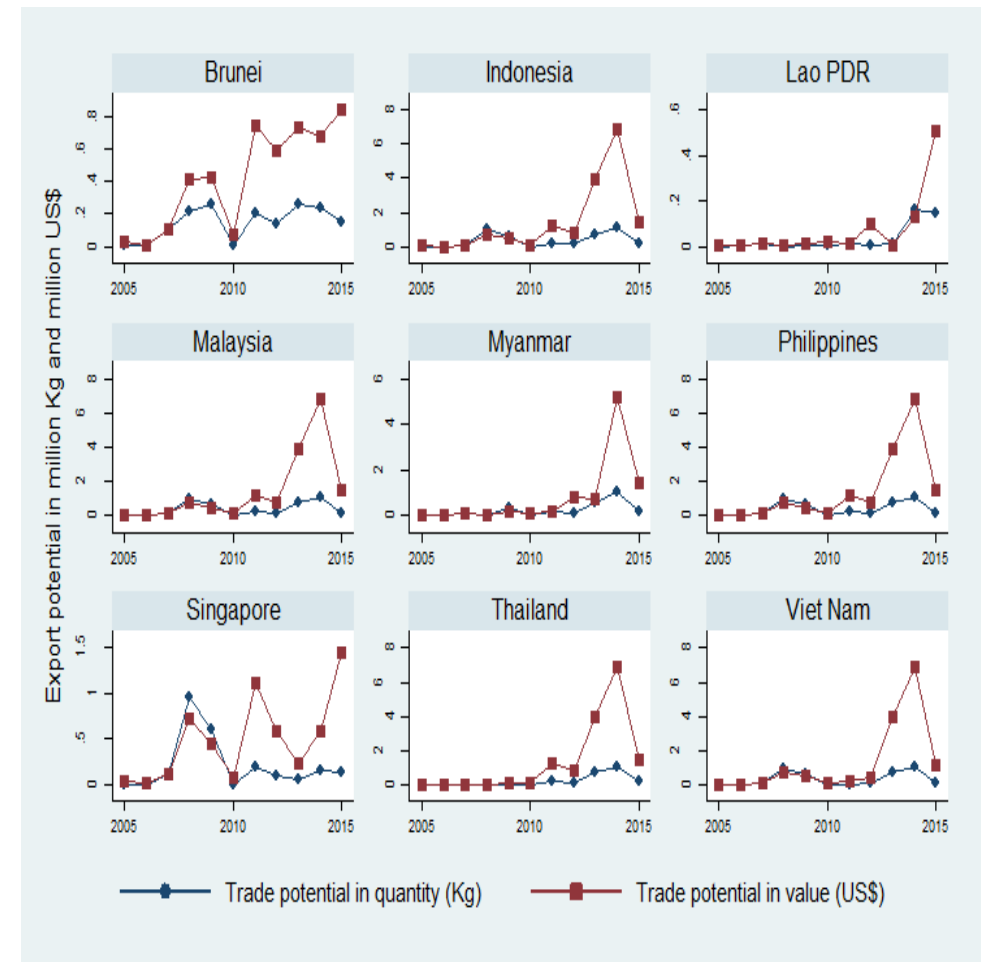 Export potential in million Kg and million US$
Brunei
0 .2 .4 .6 .8
2005 2010 2015
Indonesia
0 2 4 6 8
2005 2010 2015
Lao PDR
0 .2 .4 .6
2005 2010 2015
Malaysia
0 2 4 6 8
2005 2010 2015
Myanmar
0 2 4 6
2005 2010 2015
Philippines
0 2 4 6 8
2005 2010 2015
Singapore
0 .5 1 1.5
2005 2010 2015
Thailand
0 2 4 6 8
2005 2010 2015
Viet Nam
0 2 4 6 8
2005 2010 2015
Trade potential in quantity (Kg) Trade potential in value (US$)